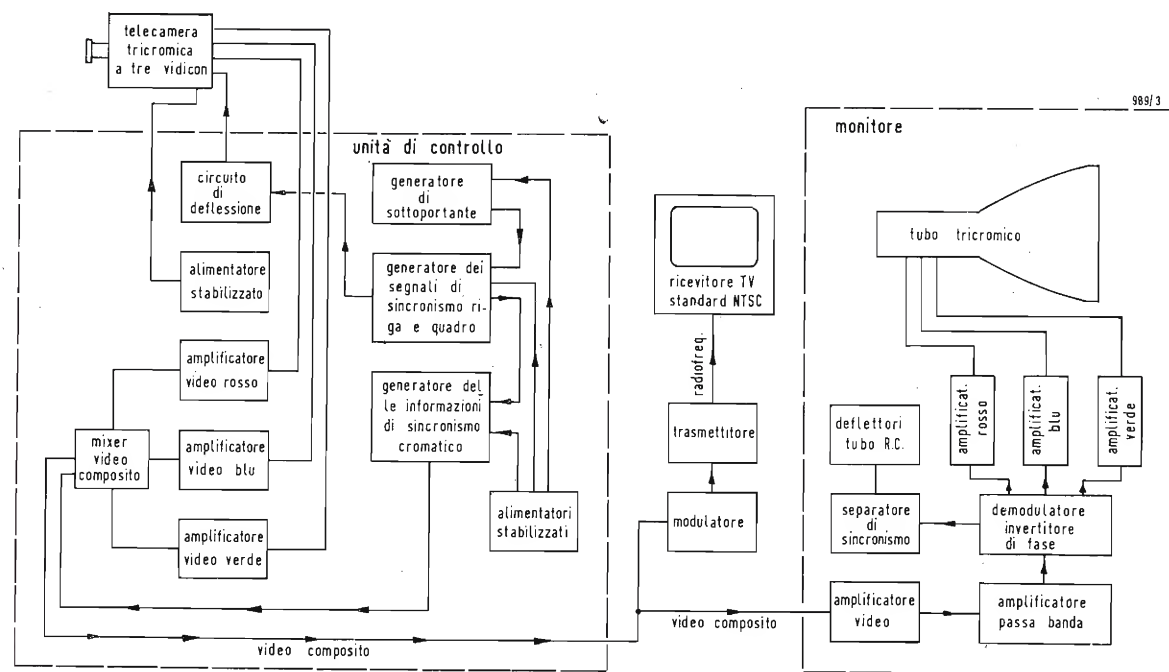 telecamera
tricromica
a tre vidicon
989/3
unità di controllo
monitore
circuito
di
deflessione
generatore
di
sottoportante
alimentatore
stabilizzato
generatore dei
segnali di
sincronismo ri-
ga e quadro
ricevitore TV
standard NTSC
tubo tricromico
amplificatore
video rosso
generatore del
le informazioni
di sincronismo
cromatico
radiofreq.
trasmettitore
deflettori
tubo R.C.
amplificat.
rosso
amplificat.
blu
amplificat.
verde
mixer
video
composito
amplificatore
video blu
alimentatori
stabilizzati
modulatore
separatore
di
sincronismo
demodulatore
invertitore
di fase
amplificatore
video verde
video composito
video composito
amplificatore
video
amplificatore
passa banda